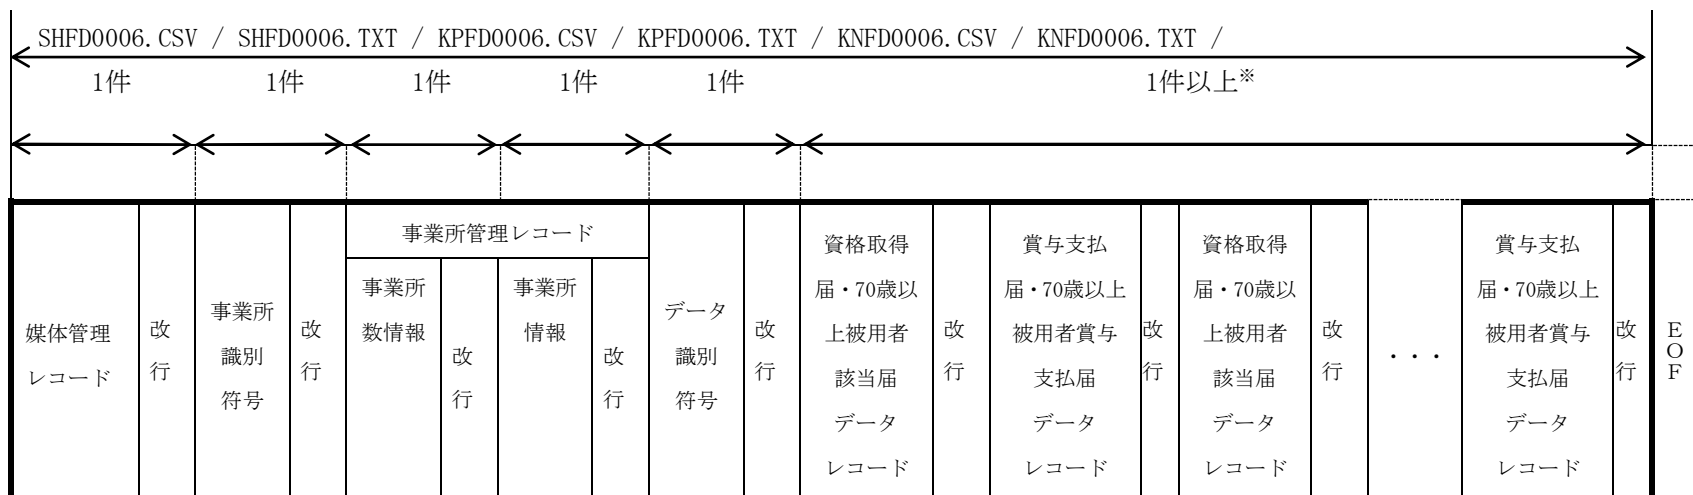 SHFD0006.CSV / SHFD0006.TXT / KPFD0006.CSV / KPFD0006.TXT / KNFD0006.CSV / KNFD0006.TXT /
1件
1件
1件
1件
1件
1件以上※
媒体管理
レコード
改
行
事業所
識別
符号
改
行
事業所管理レコード
事業所
数情報
改
行
事業所
情報
改
行
データ
識別
符号
改
行
資格取得
届・70歳以
上被用者
該当届
データ
レコード
改
行
賞与支払
届・70歳以上
被用者賞与
支払届
データ
レコード
改
行
資格取得
届・70歳以
上被用者
該当届
データ
レコード
改
行
・・・
賞与支払
届・70歳以上
被用者賞与
支払届
データ
レコード
改
行
EOF